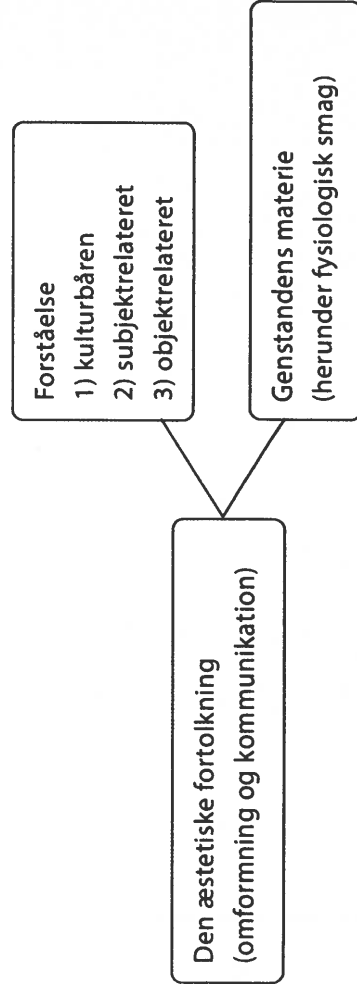 Den æstetiske fortolkning
(omformning og kommunikation)
Forståelse
1) kulturbåren
2) subjektrelateret
3) objektrelateret
Genstandens materie
(herunder fysiologisk smag)